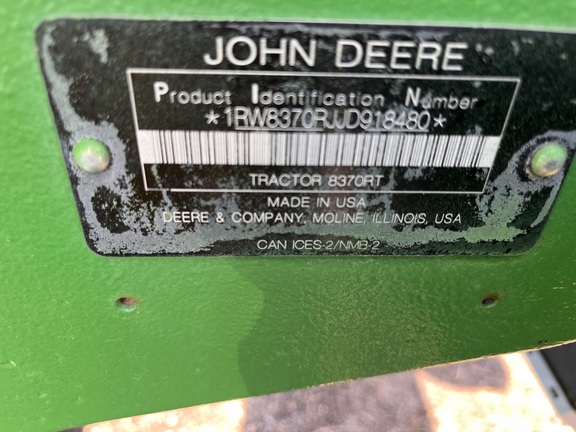 JOHN DEERE
Product Identification Number
*1RW8370RJJD918480*
TRACTOR 8370RT
MADE IN USA
DEERE & COMPANY, MOLINE, ILLINOIS, USA
CAN ICES-2/NMB-2